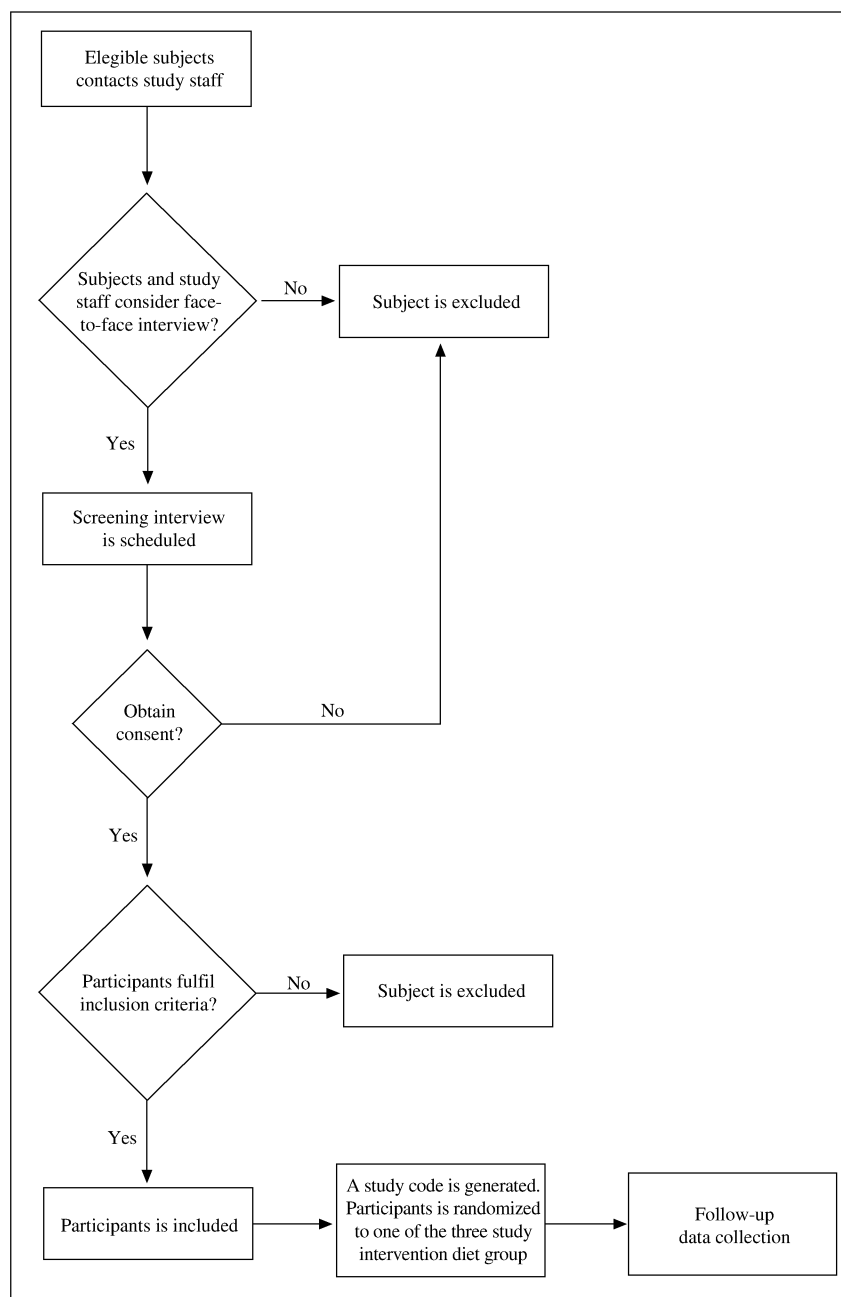 Elegible subjects
contacts study staff
Subjects and study
staff consider face-
to-face interview?
No
Subject is excluded
Yes
Screening interview
is scheduled
Obtain
consent?
No
Yes
Participants fulfil
inclusion criteria?
No
Subject is excluded
Yes
Participants is included
A study code is generated.
Participants is randomized
to one of the three study
intervention diet group
Follow-up
data collection